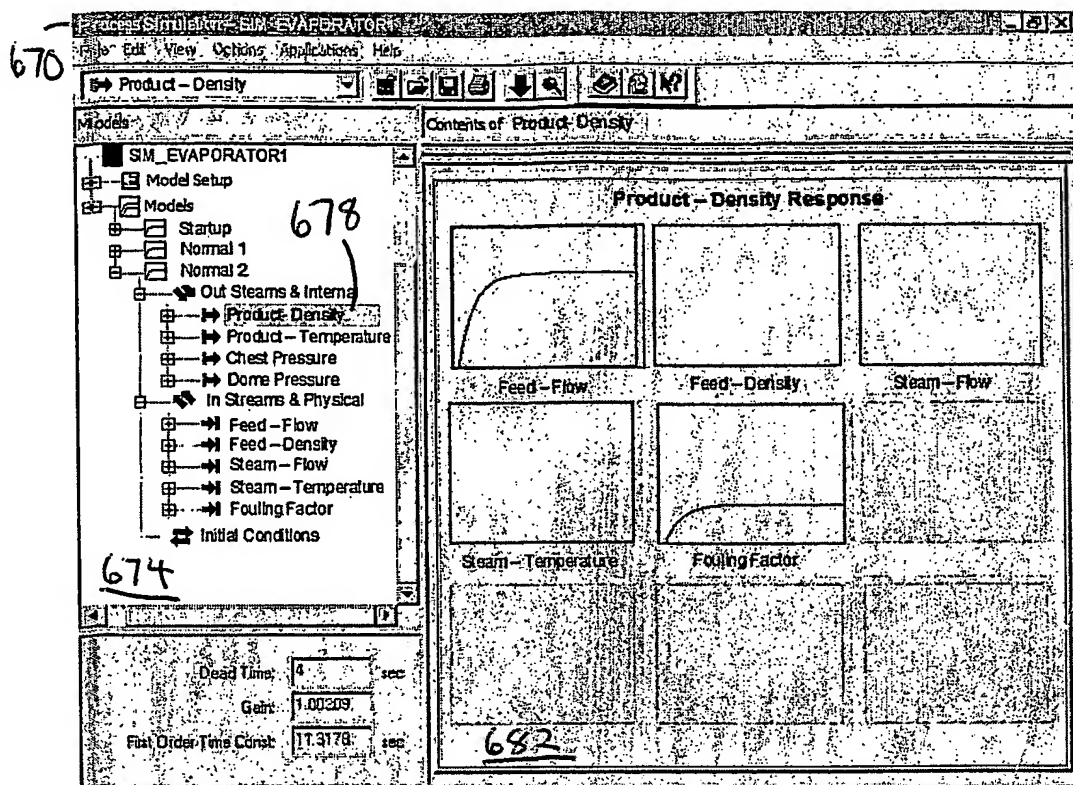 670
Process Simulator - SIM_EVAPERATOR1
File Edit View Options Applications Help
Product - Density
Models
Contents of Product-Density
SIM_EVAPORATOR1
Model Setup
Models
Startup
Normal 1
Normal 2
Out Steams & Interna
Product-Density
Product - Temperature
Chest Pressure
Dome Pressure
In Streams & Physical
Feed - Flow
Feed - Density
Steam - Flow
Steam - Temperature
Fouling Factor
Initial Conditions
678
674
Dead Time: 4 sec
Gain: 1.00209
First Order Time Const: 11.3178 sec
Product - Density Response
Feed - Flow
Feed - Density
Steam - Flow
Steam - Temperature
Fouling Factor
682